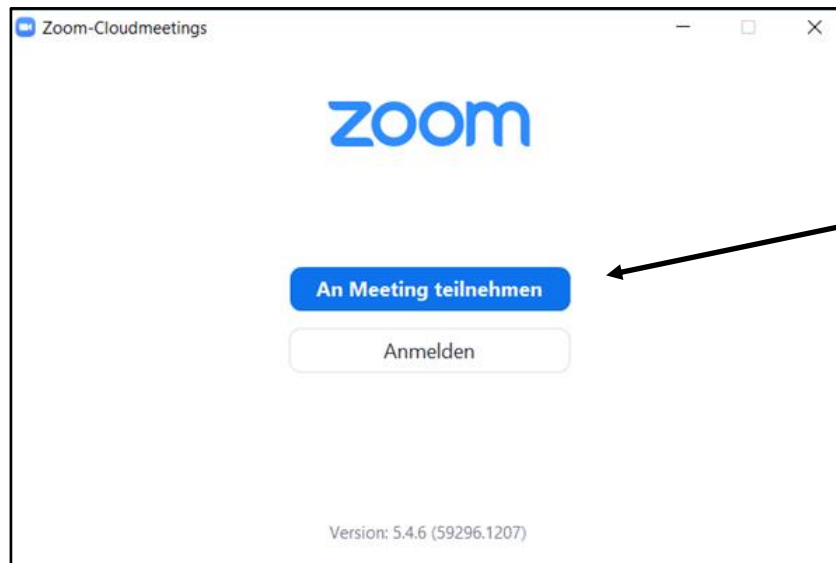 Zoom-Cloudmeetings
zoom
An Meeting teilnehmen
Anmelden
Version: 5.4.6 (59296.1207)